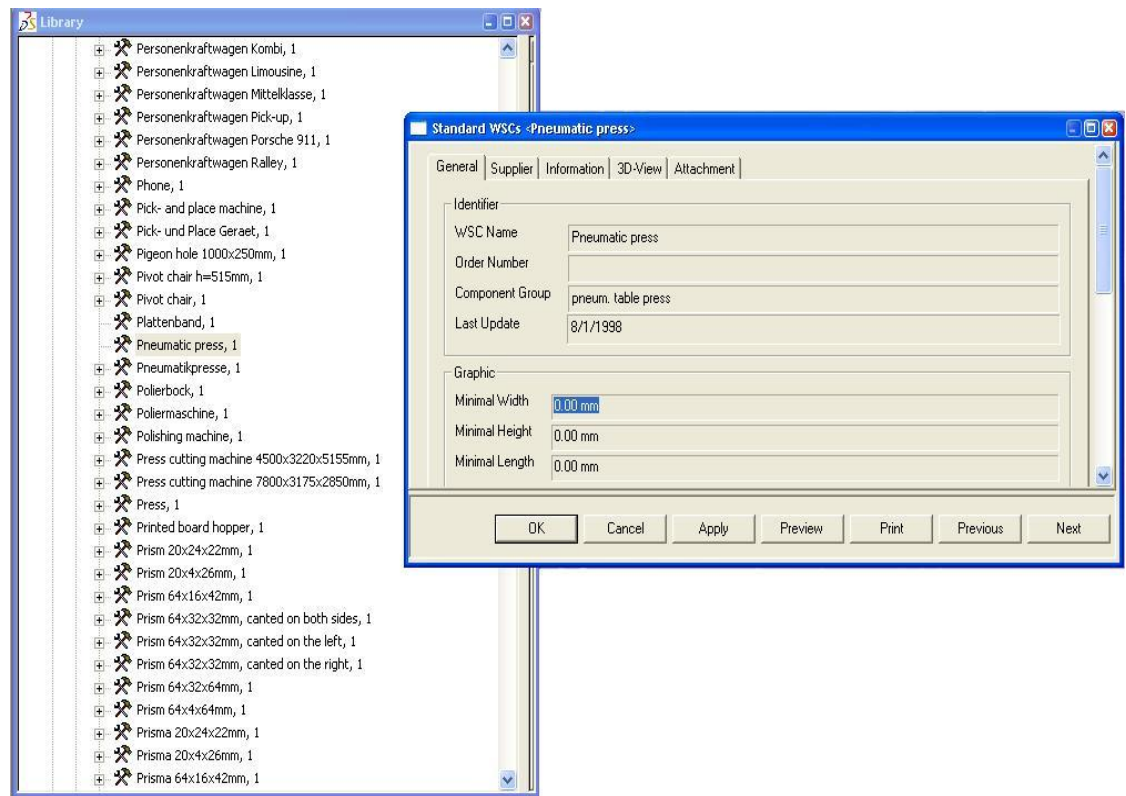 Library
Personenkraftwagen Kombi, 1
Personenkraftwagen Limousine, 1
Personenkraftwagen Mittelklasse, 1
Personenkraftwagen Pick-up, 1
Personenkraftwagen Porsche 911, 1
Personenkraftwagen Ralley, 1
Phone, 1
Pick- and place machine, 1
Pick- und Place Geraet, 1
Pigeon hole 1000x250mm, 1
Pivot chair h=515mm, 1
Pivot chair, 1
Plattenband, 1
Pneumatic press, 1
Pneumatikpresse, 1
Polierbock, 1
Poliermaschine, 1
Polishing machine, 1
Press cutting machine 4500x3220x5155mm, 1
Press cutting machine 7800x3175x2850mm, 1
Press, 1
Printed board hopper, 1
Prism 20x24x22mm, 1
Prism 20x4x26mm, 1
Prism 64x16x42mm, 1
Prism 64x32x32mm, canted on both sides, 1
Prism 64x32x32mm, canted on the left, 1
Prism 64x32x32mm, canted on the right, 1
Prism 64x32x64mm, 1
Prism 64x4x64mm, 1
Prisma 20x24x22mm, 1
Prisma 20x4x26mm, 1
Prisma 64x16x42mm, 1
Standard WSCs <Pneumatic press>
General Supplier Information 3D-View Attachment
Identifier
WSC Name Pneumatic press
Order Number
Component Group pneum. table press
Last Update 8/1/1998
Graphic
Minimal Width 0.00 mm
Minimal Height 0.00 mm
Minimal Length 0.00 mm
OK Cancel Apply Preview Print Previous Next